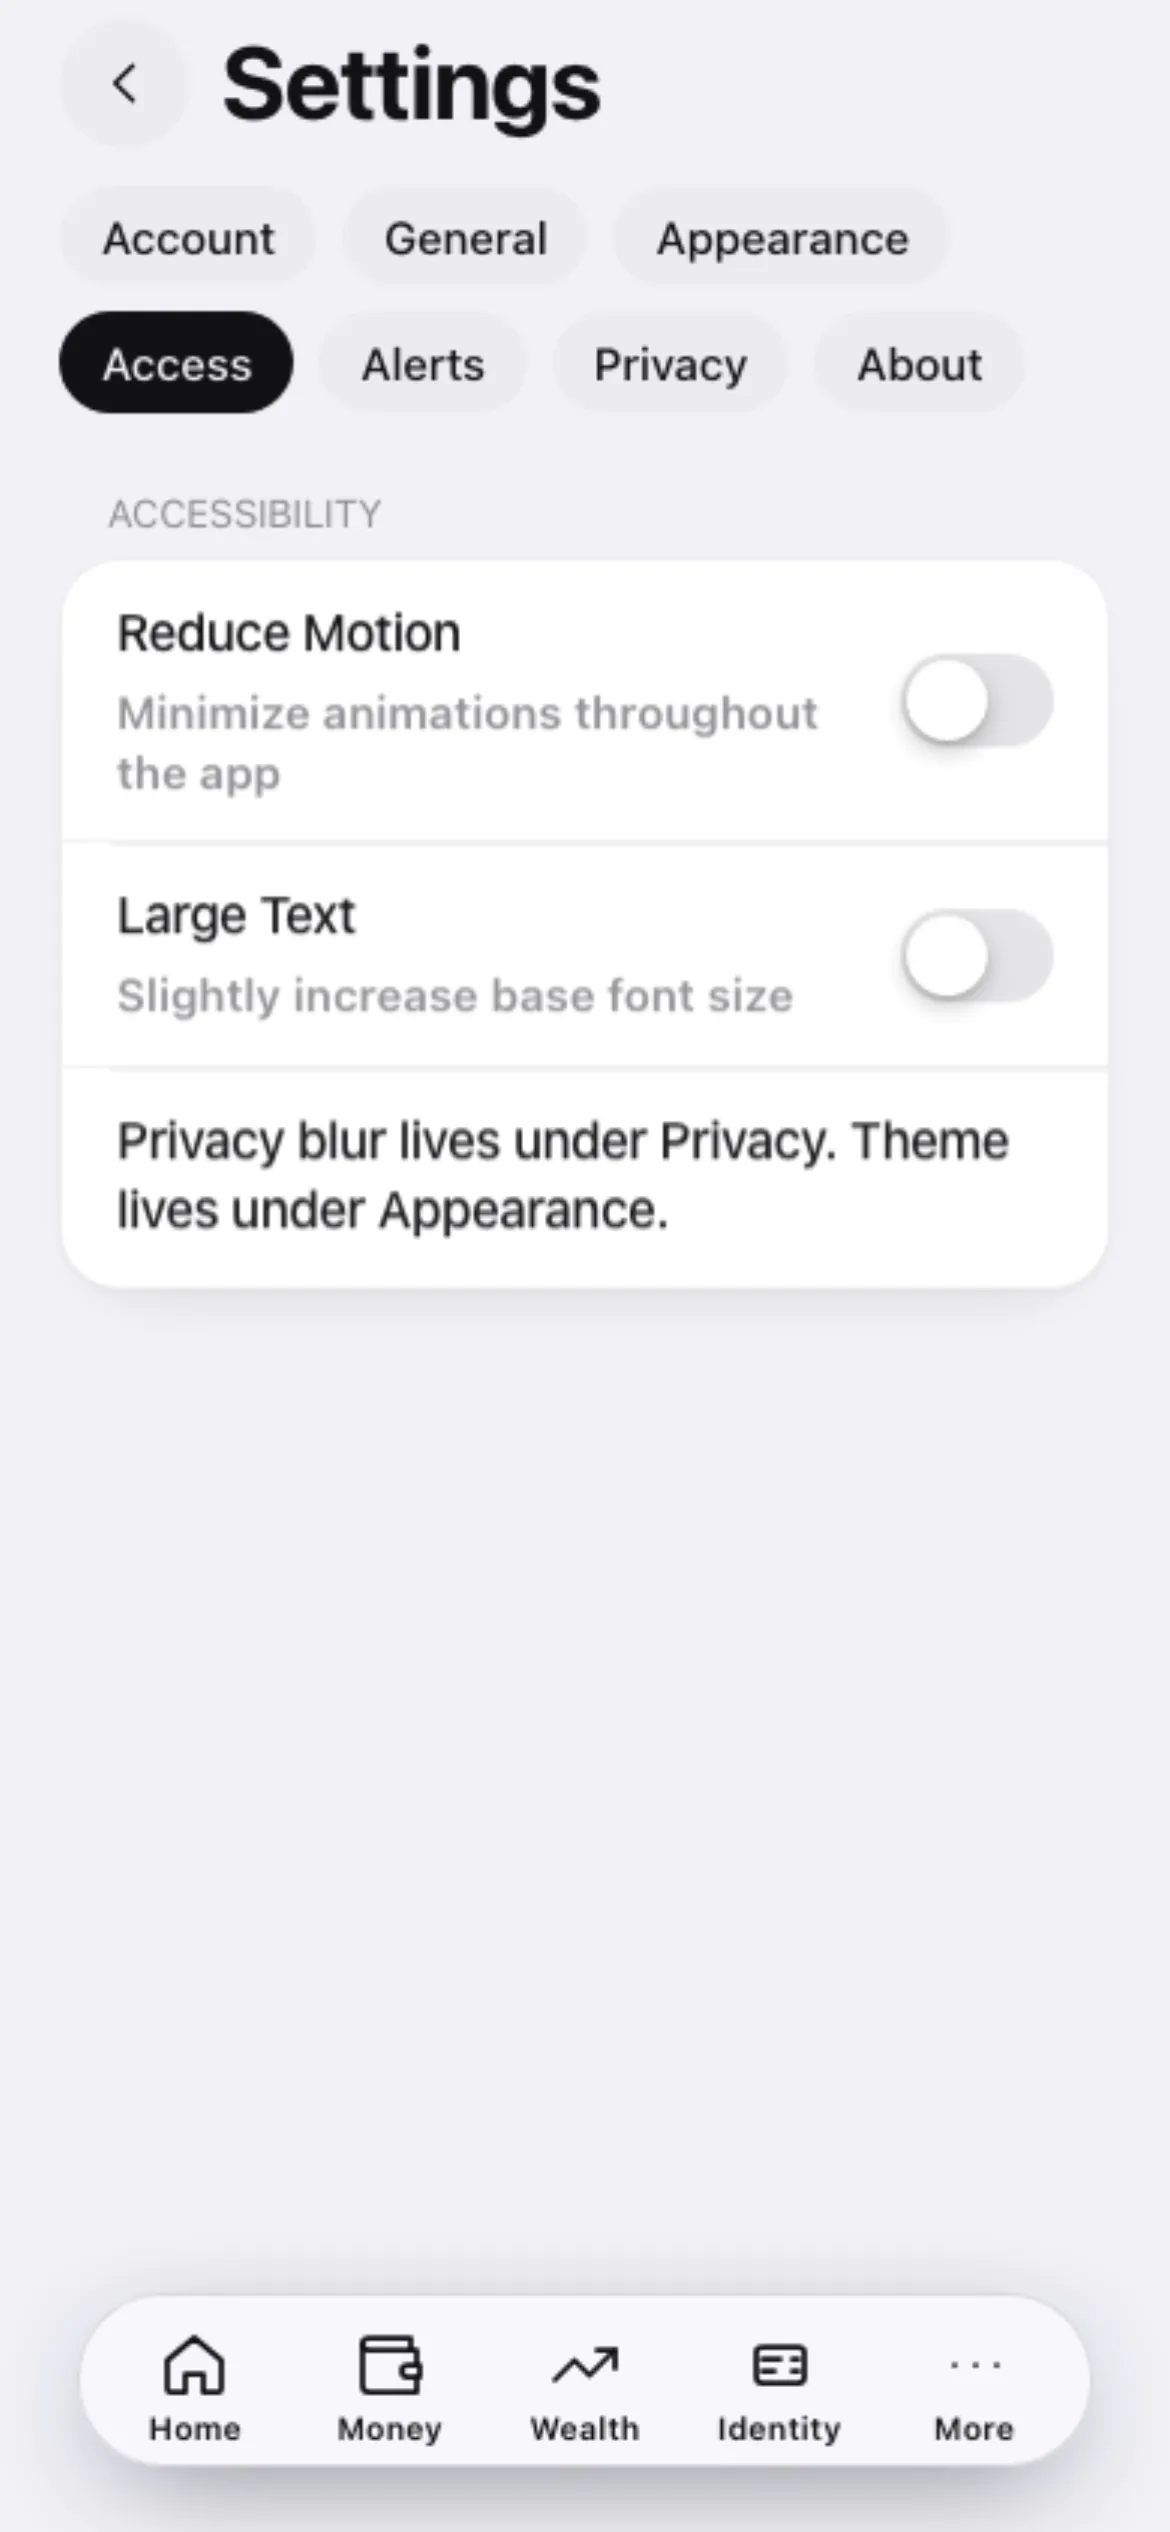 Settings
Account General Appearance
Access Alerts Privacy About
ACCESSIBILITY
Reduce Motion
Minimize animations throughout
the app
Large Text
Slightly increase base font size
Privacy blur lives under Privacy. Theme
lives under Appearance.
Home Money Wealth Identity More